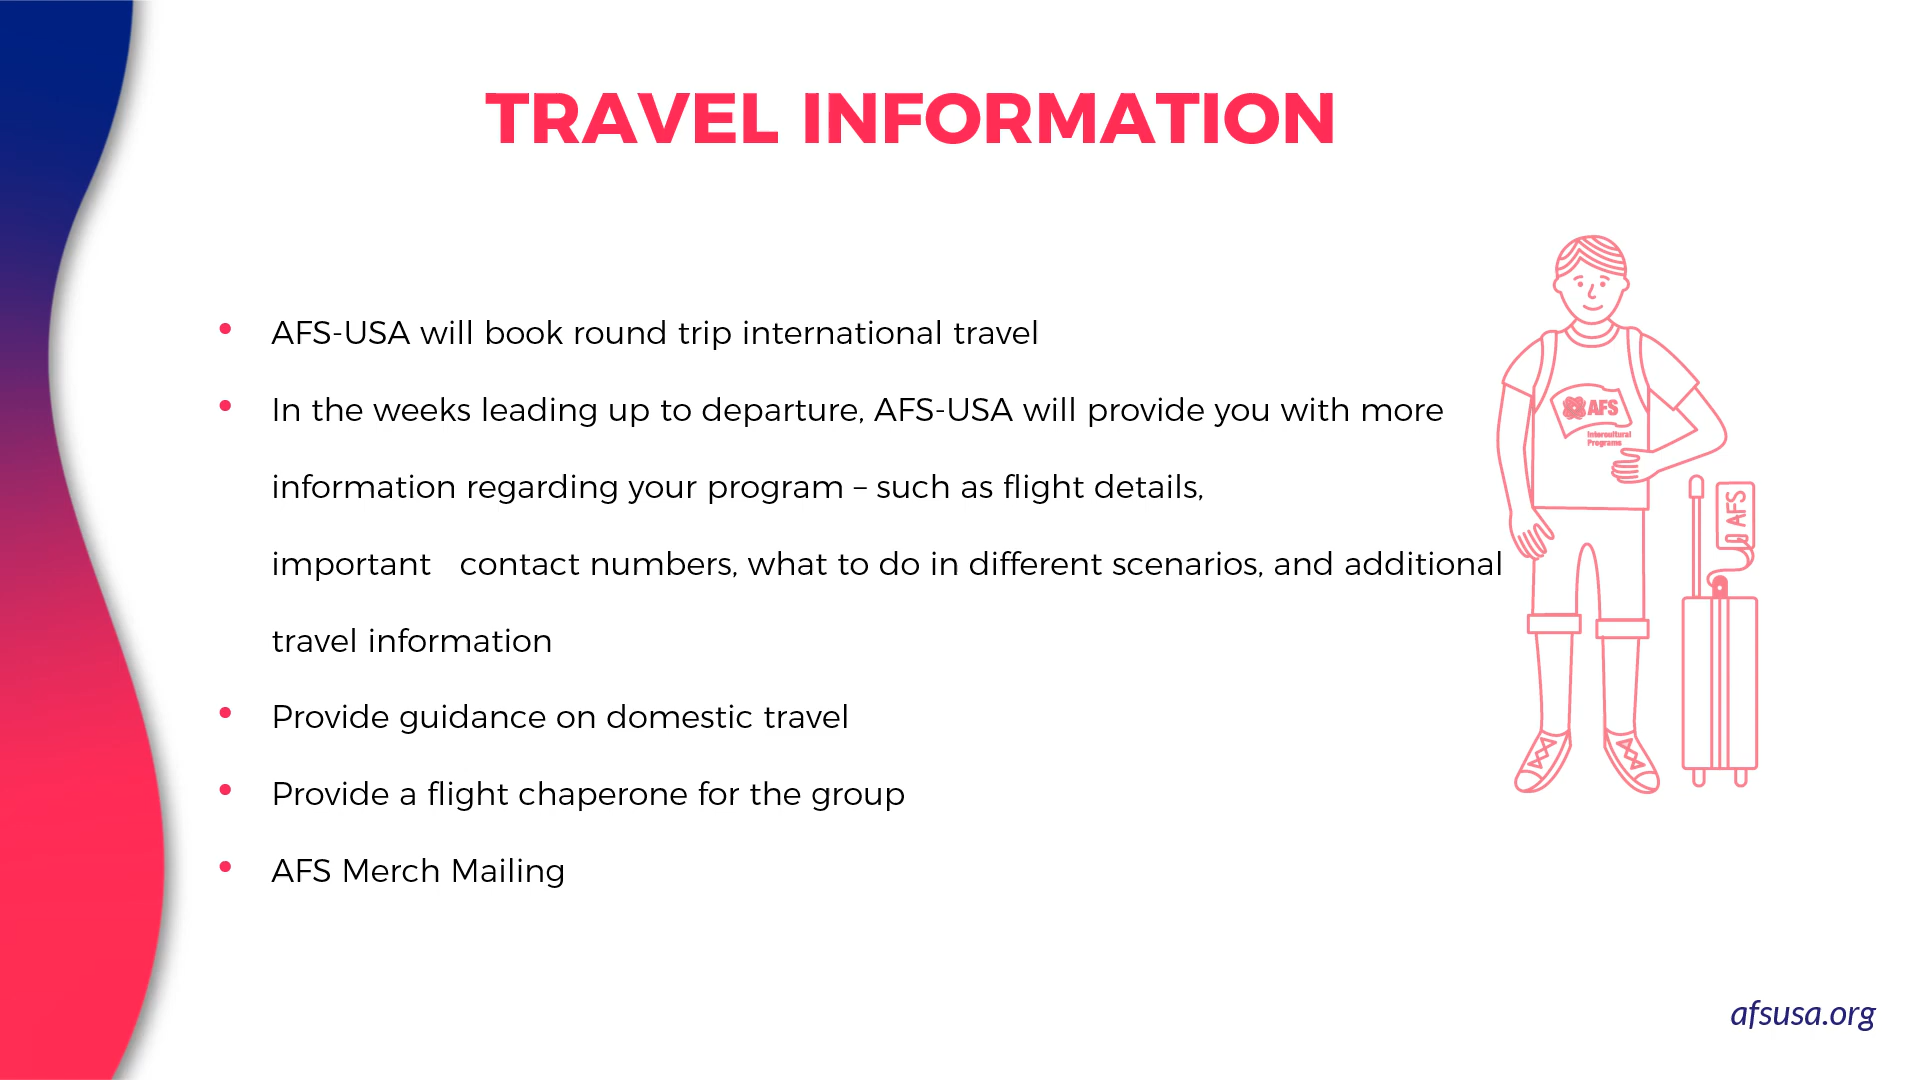 TRAVEL INFORMATION
• AFS-USA will book round trip international travel
• In the weeks leading up to departure, AFS-USA will provide you with more
information regarding your program – such as flight details,
important   contact numbers, what to do in different scenarios, and additional
travel information
• Provide guidance on domestic travel
• Provide a flight chaperone for the group
• AFS Merch Mailing
AFS
Intercultural
Programs
AFS
afsusa.org